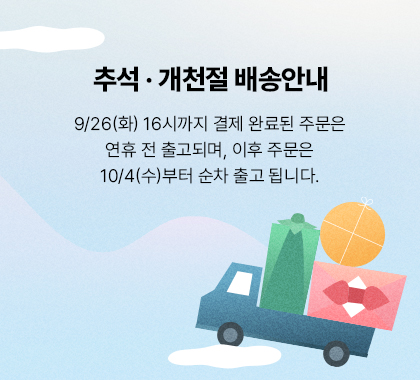 추석 · 개천절 배송안내
9/26(화) 16시까지 결제 완료된 주문은
연휴 전 출고되며, 이후 주문은
10/4(수)부터 순차 출고 됩니다.